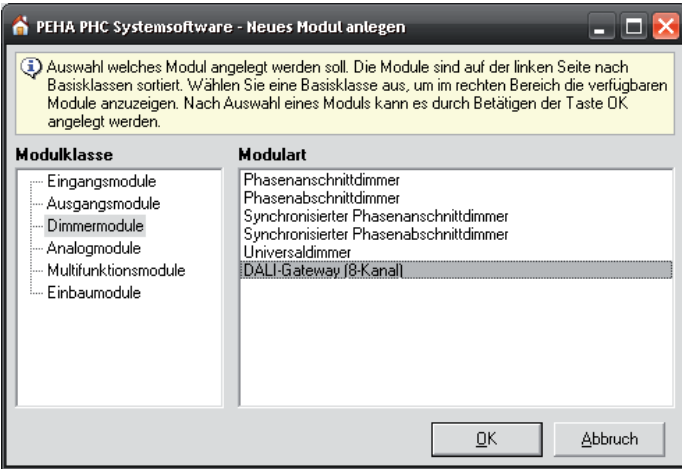 PEHA PHC Systemsoftware - Neues Modul anlegen
Auswahl welches Modul angelegt werden soll. Die Module sind auf der linken Seite nach
Basisklassen sortiert. Wählen Sie eine Basisklasse aus, um im rechten Bereich die verfügbaren
Module anzuzeigen. Nach Auswahl eines Moduls kann es durch Betätigen der Taste OK
angelegt werden.
Modulklasse
Eingangsmodule
Ausgangsmodule
Dimmermodule
Analogmodule
Multifunktionsmodule
Einbaumodule
Modulart
Phasenanschnittdimmer
Phasenabschnittdimmer
Synchronisierter Phasenanschnittdimmer
Synchronisierter Phasenabschnittdimmer
Universaldimmer
DALI-Gateway (8-Kanal)
OK
Abbruch